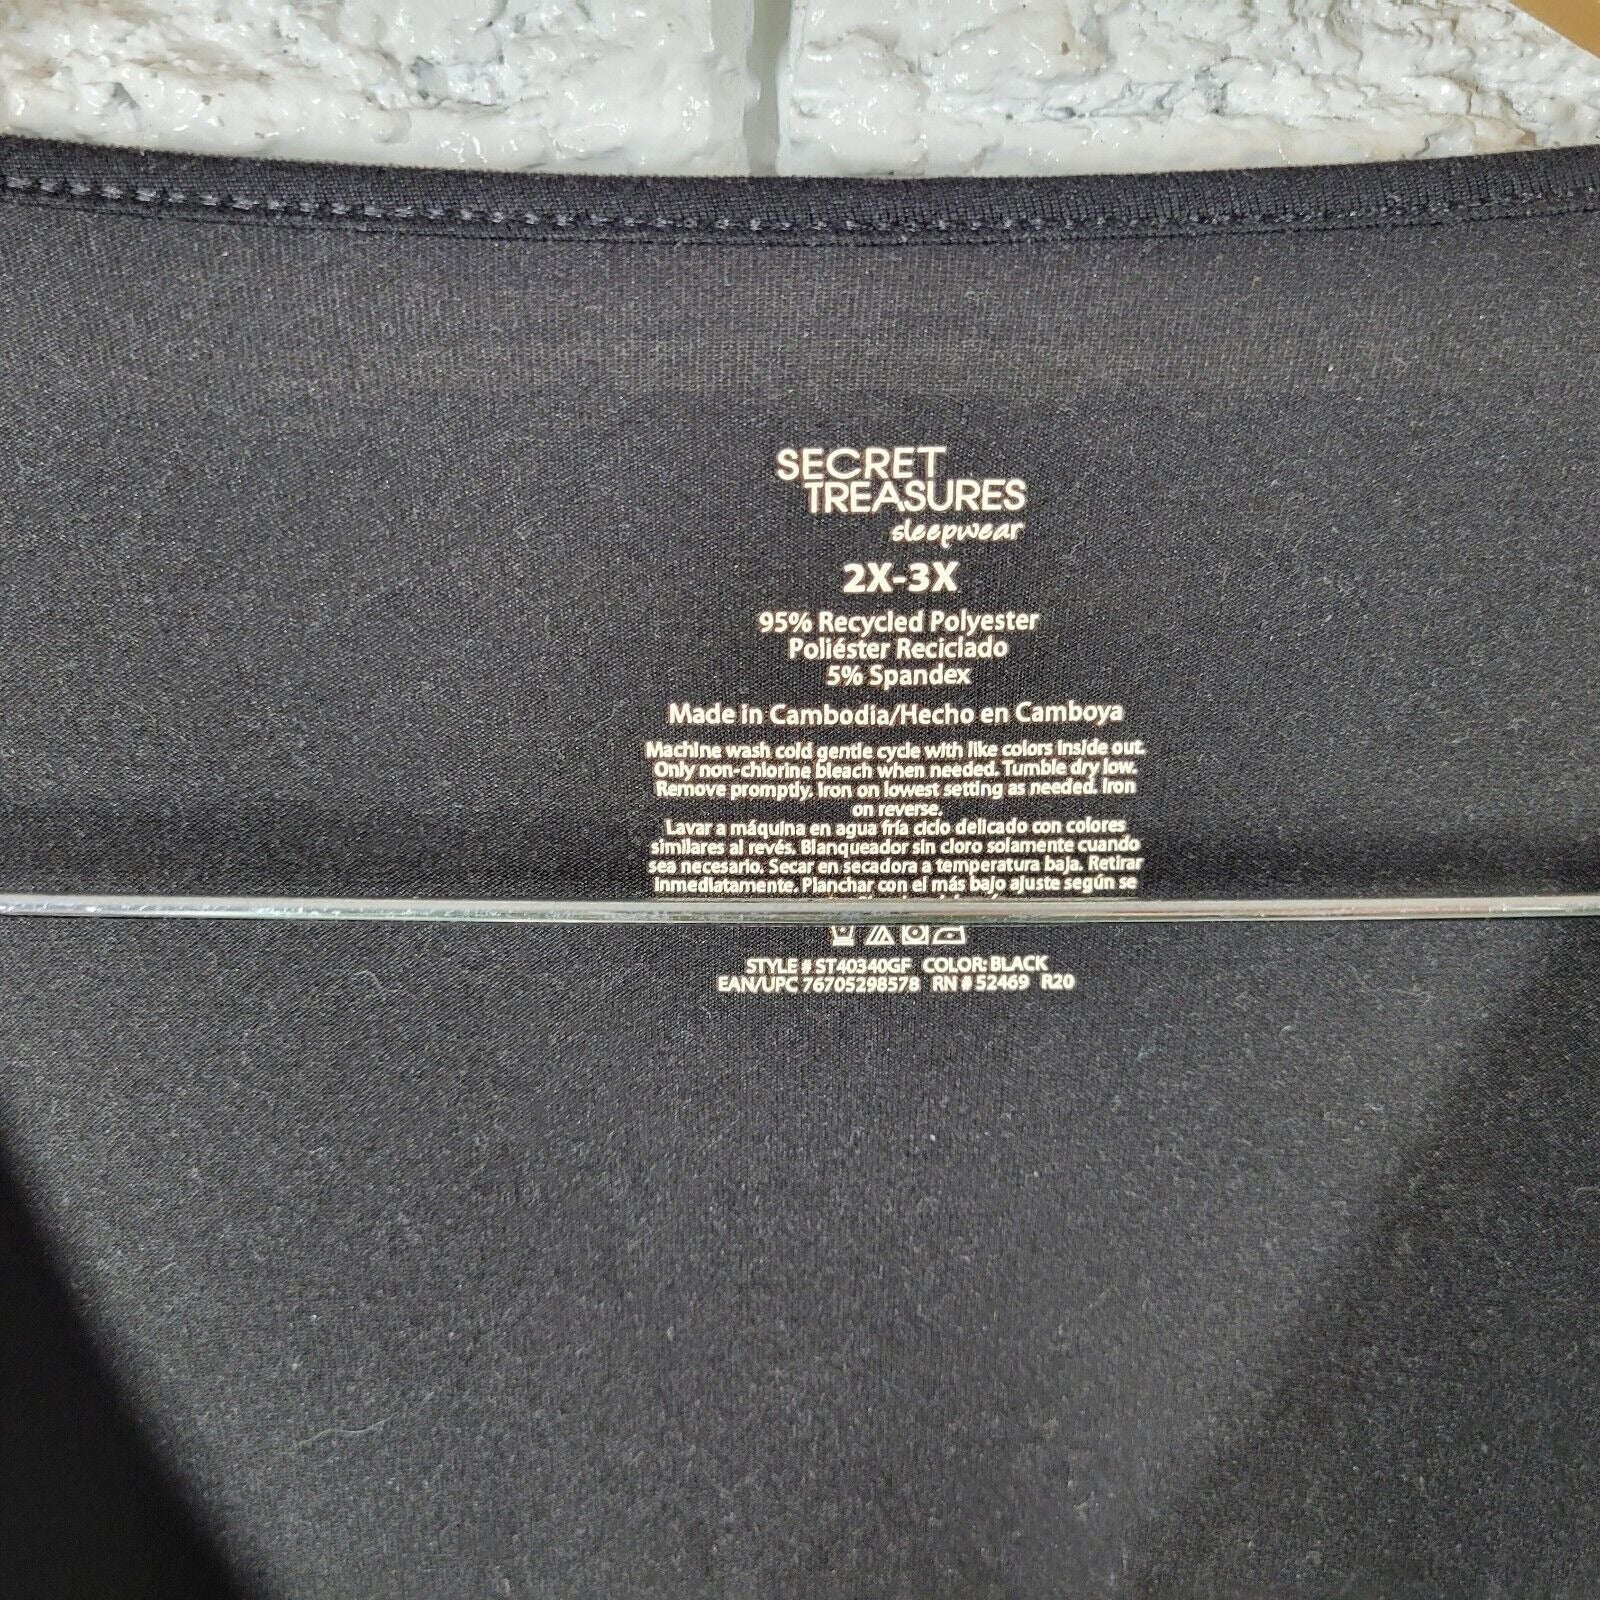 SECRET
TREASURES
sleepwear
2X-3X
95% Recycled Polyester
Poliéster Reciclado
5% Spandex
Made in Cambodia/Hecho en Camboya
Machine wash cold gentle cycle with like colors inside out.
Only non-chlorine bleach when needed. Tumble dry low.
Remove promptly. Iron on lowest setting as needed. Iron
on reverse.
Lavar a máquina en agua fría ciclo delicado con colores
similares al revés. Blanqueador sin cloro solamente cuando
sea necesario. Secar en secadora a temperatura baja. Retirar
inmediatamente. Planchar con el más bajo ajuste según se
STYLE # ST40340GF COLOR: BLACK
EAN/UPC 76705298578 RN # 52469 R20